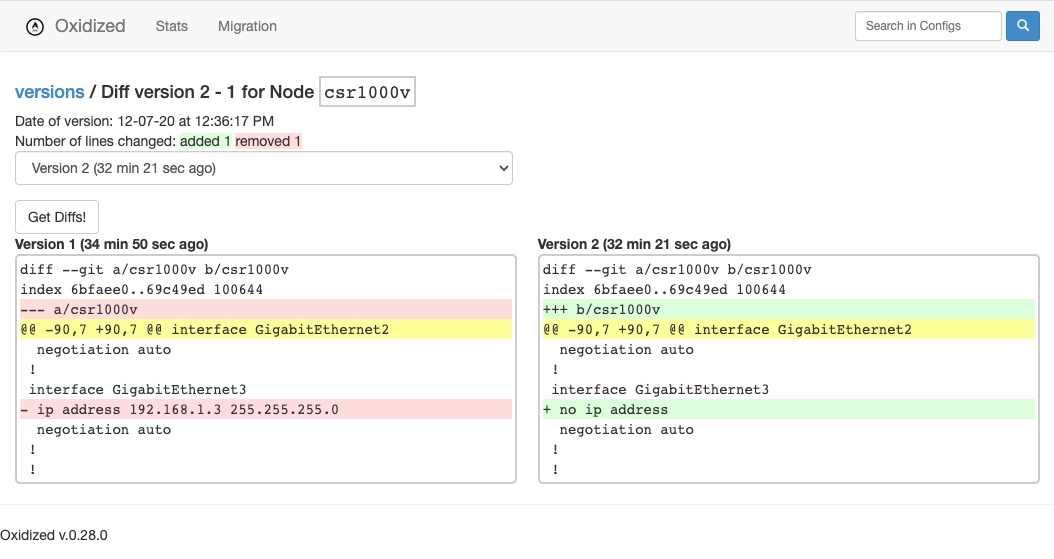 Oxidized Stats Migration Search in Configs
versions / Diff version 2 - 1 for Node csr1000v
Date of version: 12-07-20 at 12:36:17 PM
Number of lines changed: added 1 removed 1
Version 2 (32 min 21 sec ago)
Get Diffs!
Version 1 (34 min 50 sec ago)
diff --git a/csr1000v b/csr1000v
index 6bfaee0..69c49ed 100644
--- a/csr1000v
@@ -90,7 +90,7 @@ interface GigabitEthernet2
  negotiation auto
 !
 interface GigabitEthernet3
- ip address 192.168.1.3 255.255.255.0
  negotiation auto
 !
 !
Version 2 (32 min 21 sec ago)
diff --git a/csr1000v b/csr1000v
index 6bfaee0..69c49ed 100644
+++ b/csr1000v
@@ -90,7 +90,7 @@ interface GigabitEthernet2
  negotiation auto
 !
 interface GigabitEthernet3
+ no ip address
  negotiation auto
 !
 !
Oxidized v.0.28.0